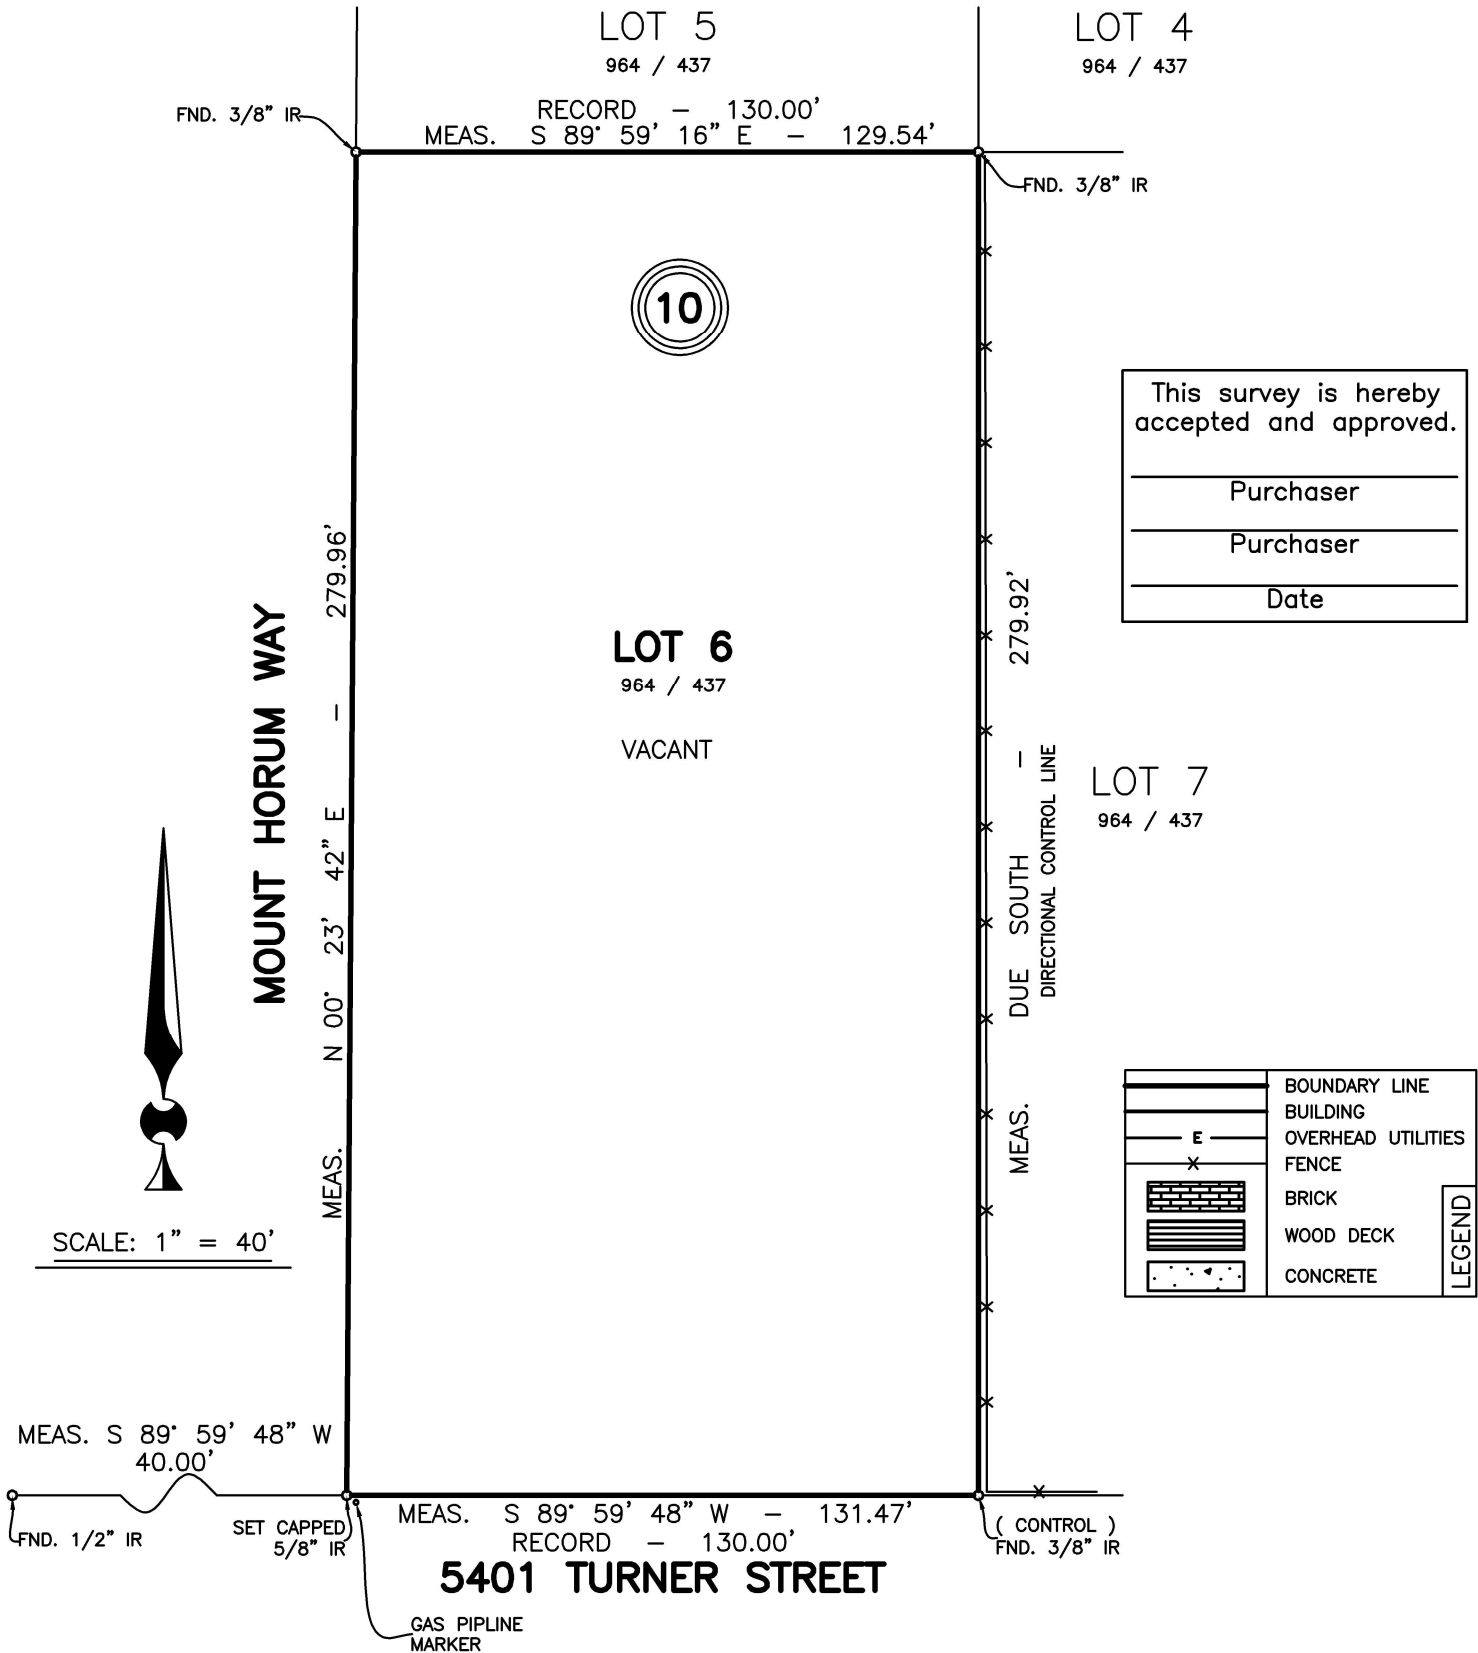 LOT 5
964 / 437
LOT 4
964 / 437
FND. 3/8" IR
RECORD - 130.00'
MEAS. S 89° 59' 16" E - 129.54'
FND. 3/8" IR
10
This survey is hereby
accepted and approved.
Purchaser
Purchaser
Date
MOUNT HORUM WAY
MEAS. N 00° 23' 42" E - 279.96'
LOT 6
964 / 437
VACANT
MEAS. DUE SOUTH - 279.92'
DIRECTIONAL CONTROL LINE
LOT 7
964 / 437
SCALE: 1" = 40'
BOUNDARY LINE
BUILDING
E OVERHEAD UTILITIES
FENCE
BRICK
WOOD DECK
CONCRETE
LEGEND
MEAS. S 89° 59' 48" W
40.00'
FND. 1/2" IR
SET CAPPED
5/8" IR
MEAS. S 89° 59' 48" W - 131.47'
RECORD - 130.00'
( CONTROL )
FND. 3/8" IR
5401 TURNER STREET
GAS PIPLINE
MARKER